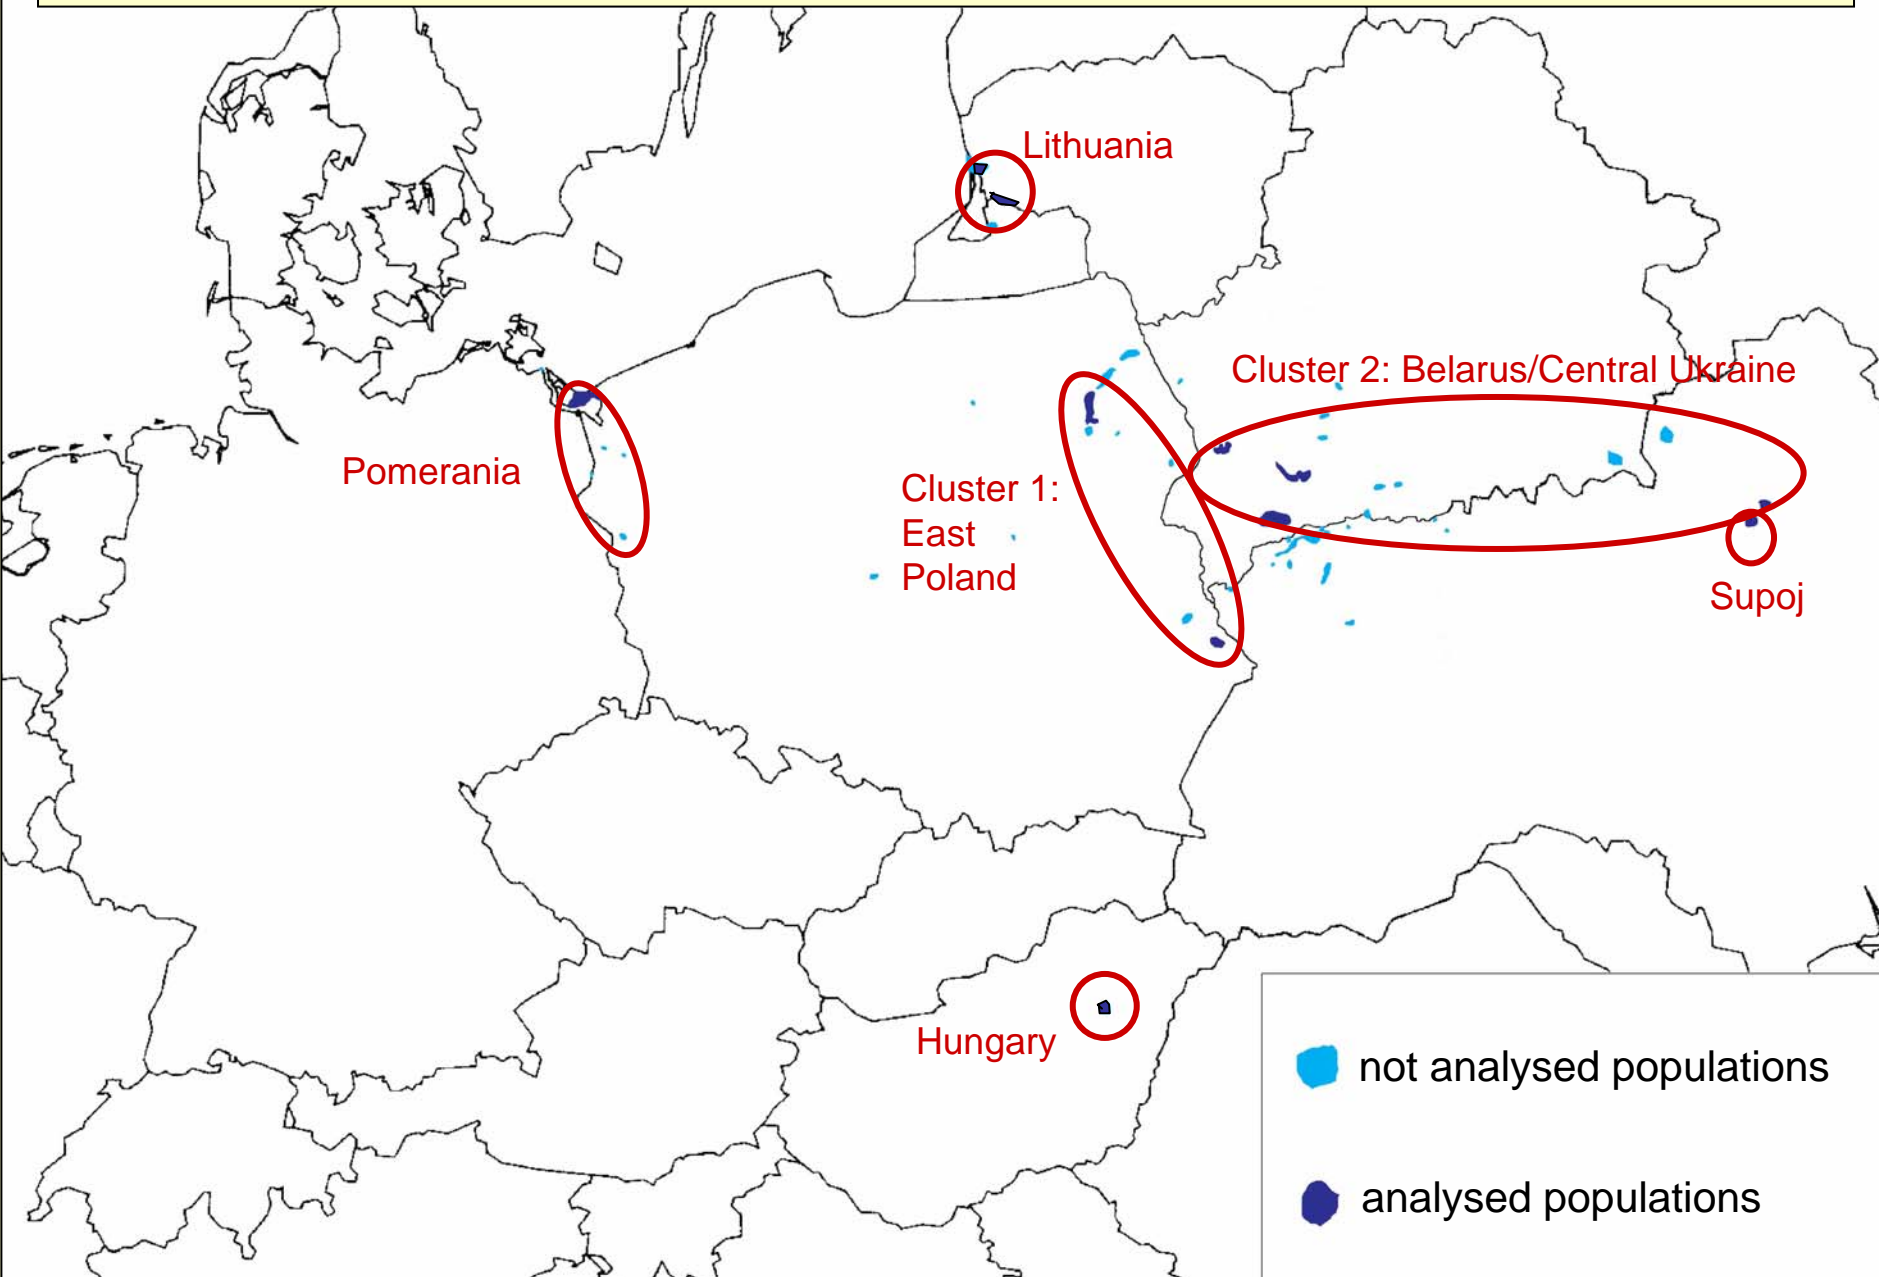 Lithuania
Cluster 2: Belarus/Central Ukraine
Pomerania
Cluster 1:
East
Poland
Supoj
Hungary
not analysed populations
analysed populations